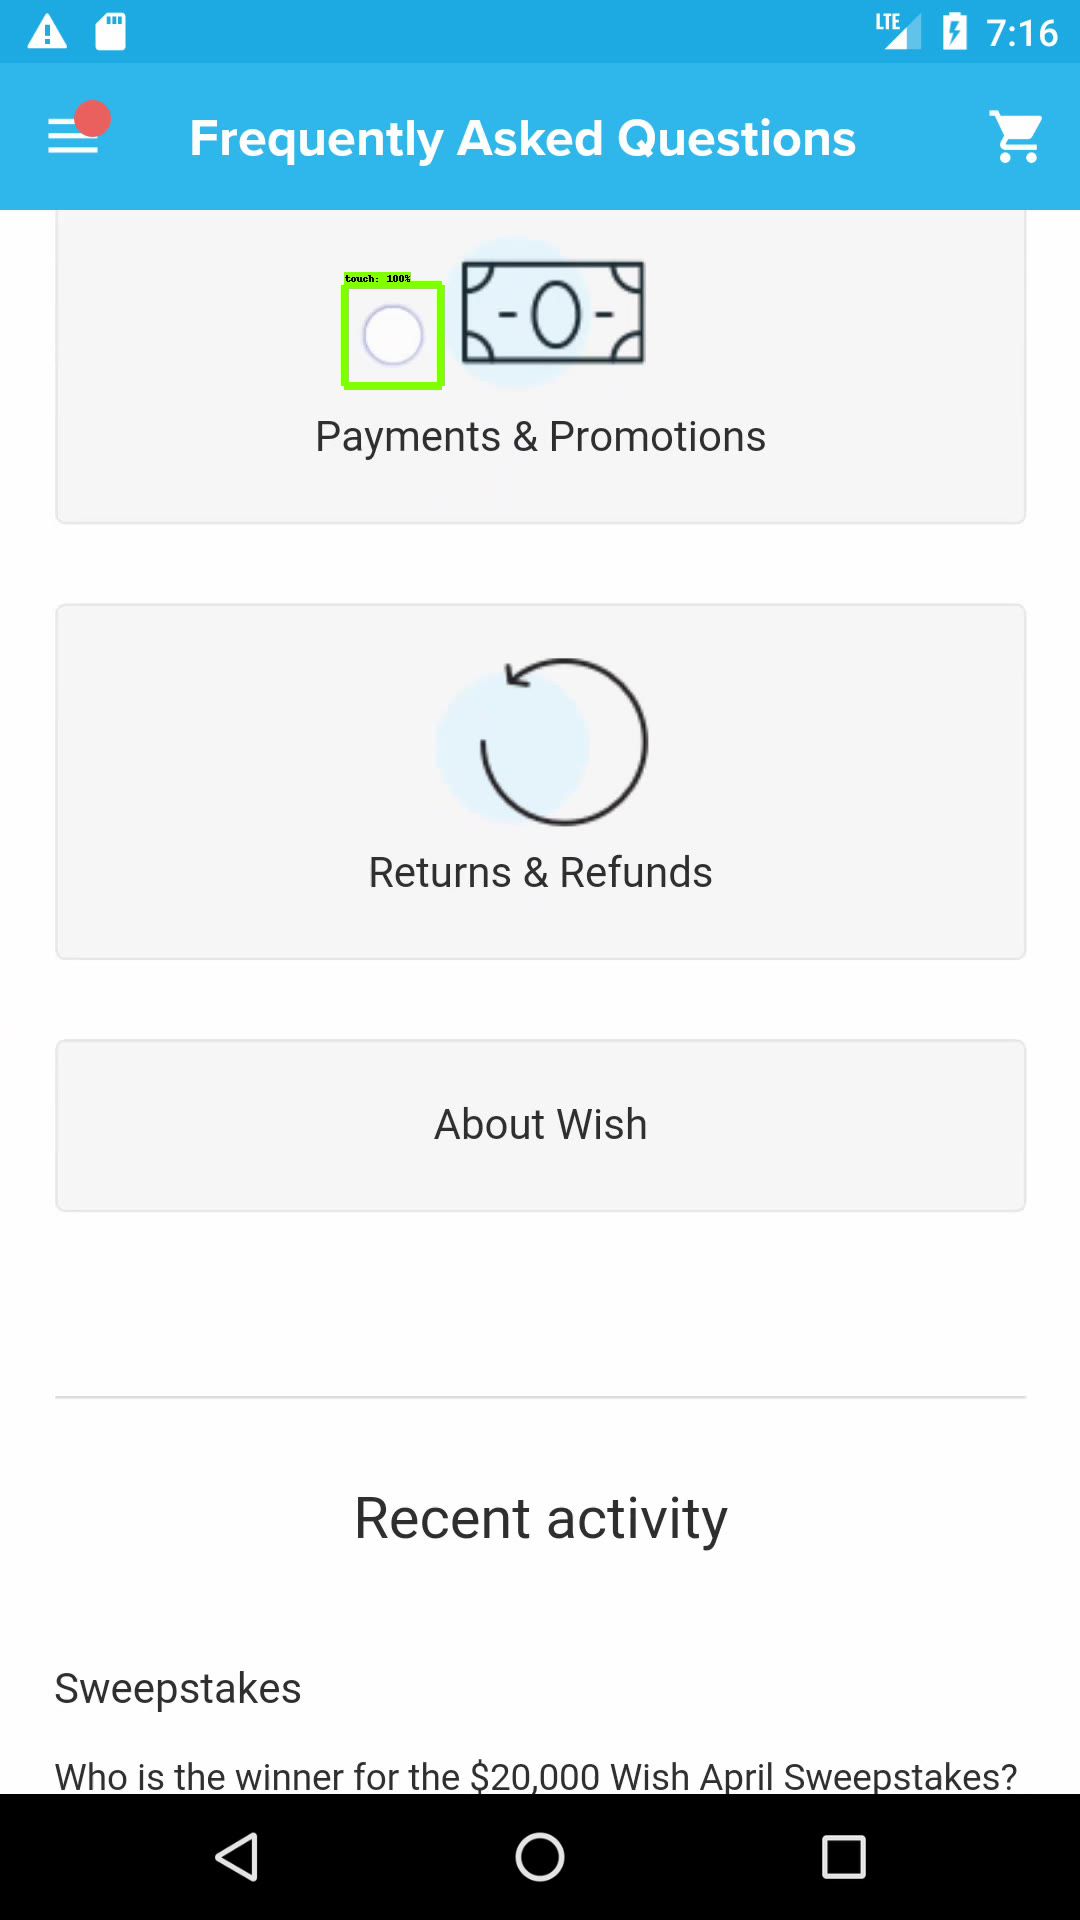 LTE 7:16
Frequently Asked Questions
touch: 100%
Payments & Promotions
Returns & Refunds
About Wish
Recent activity
Sweepstakes
Who is the winner for the $20,000 Wish April Sweepstakes?